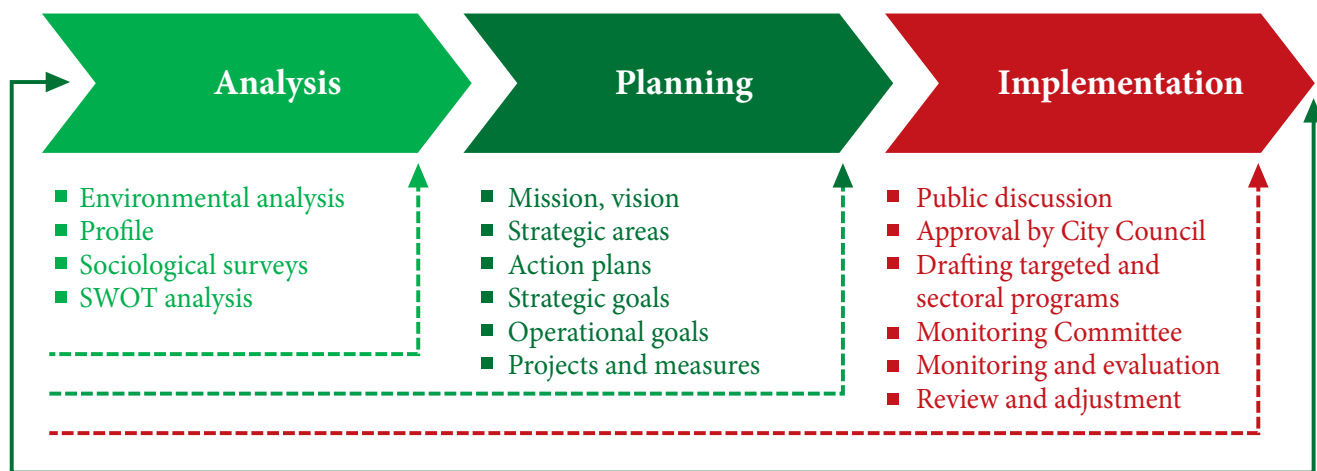 Analysis
Planning
Implementation
Environmental analysis
Profile
Sociological surveys
SWOT analysis
Mission, vision
Strategic areas
Action plans
Strategic goals
Operational goals
Projects and measures
Public discussion
Approval by City Council
Drafting targeted and
sectoral programs
Monitoring Committee
Monitoring and evaluation
Review and adjustment